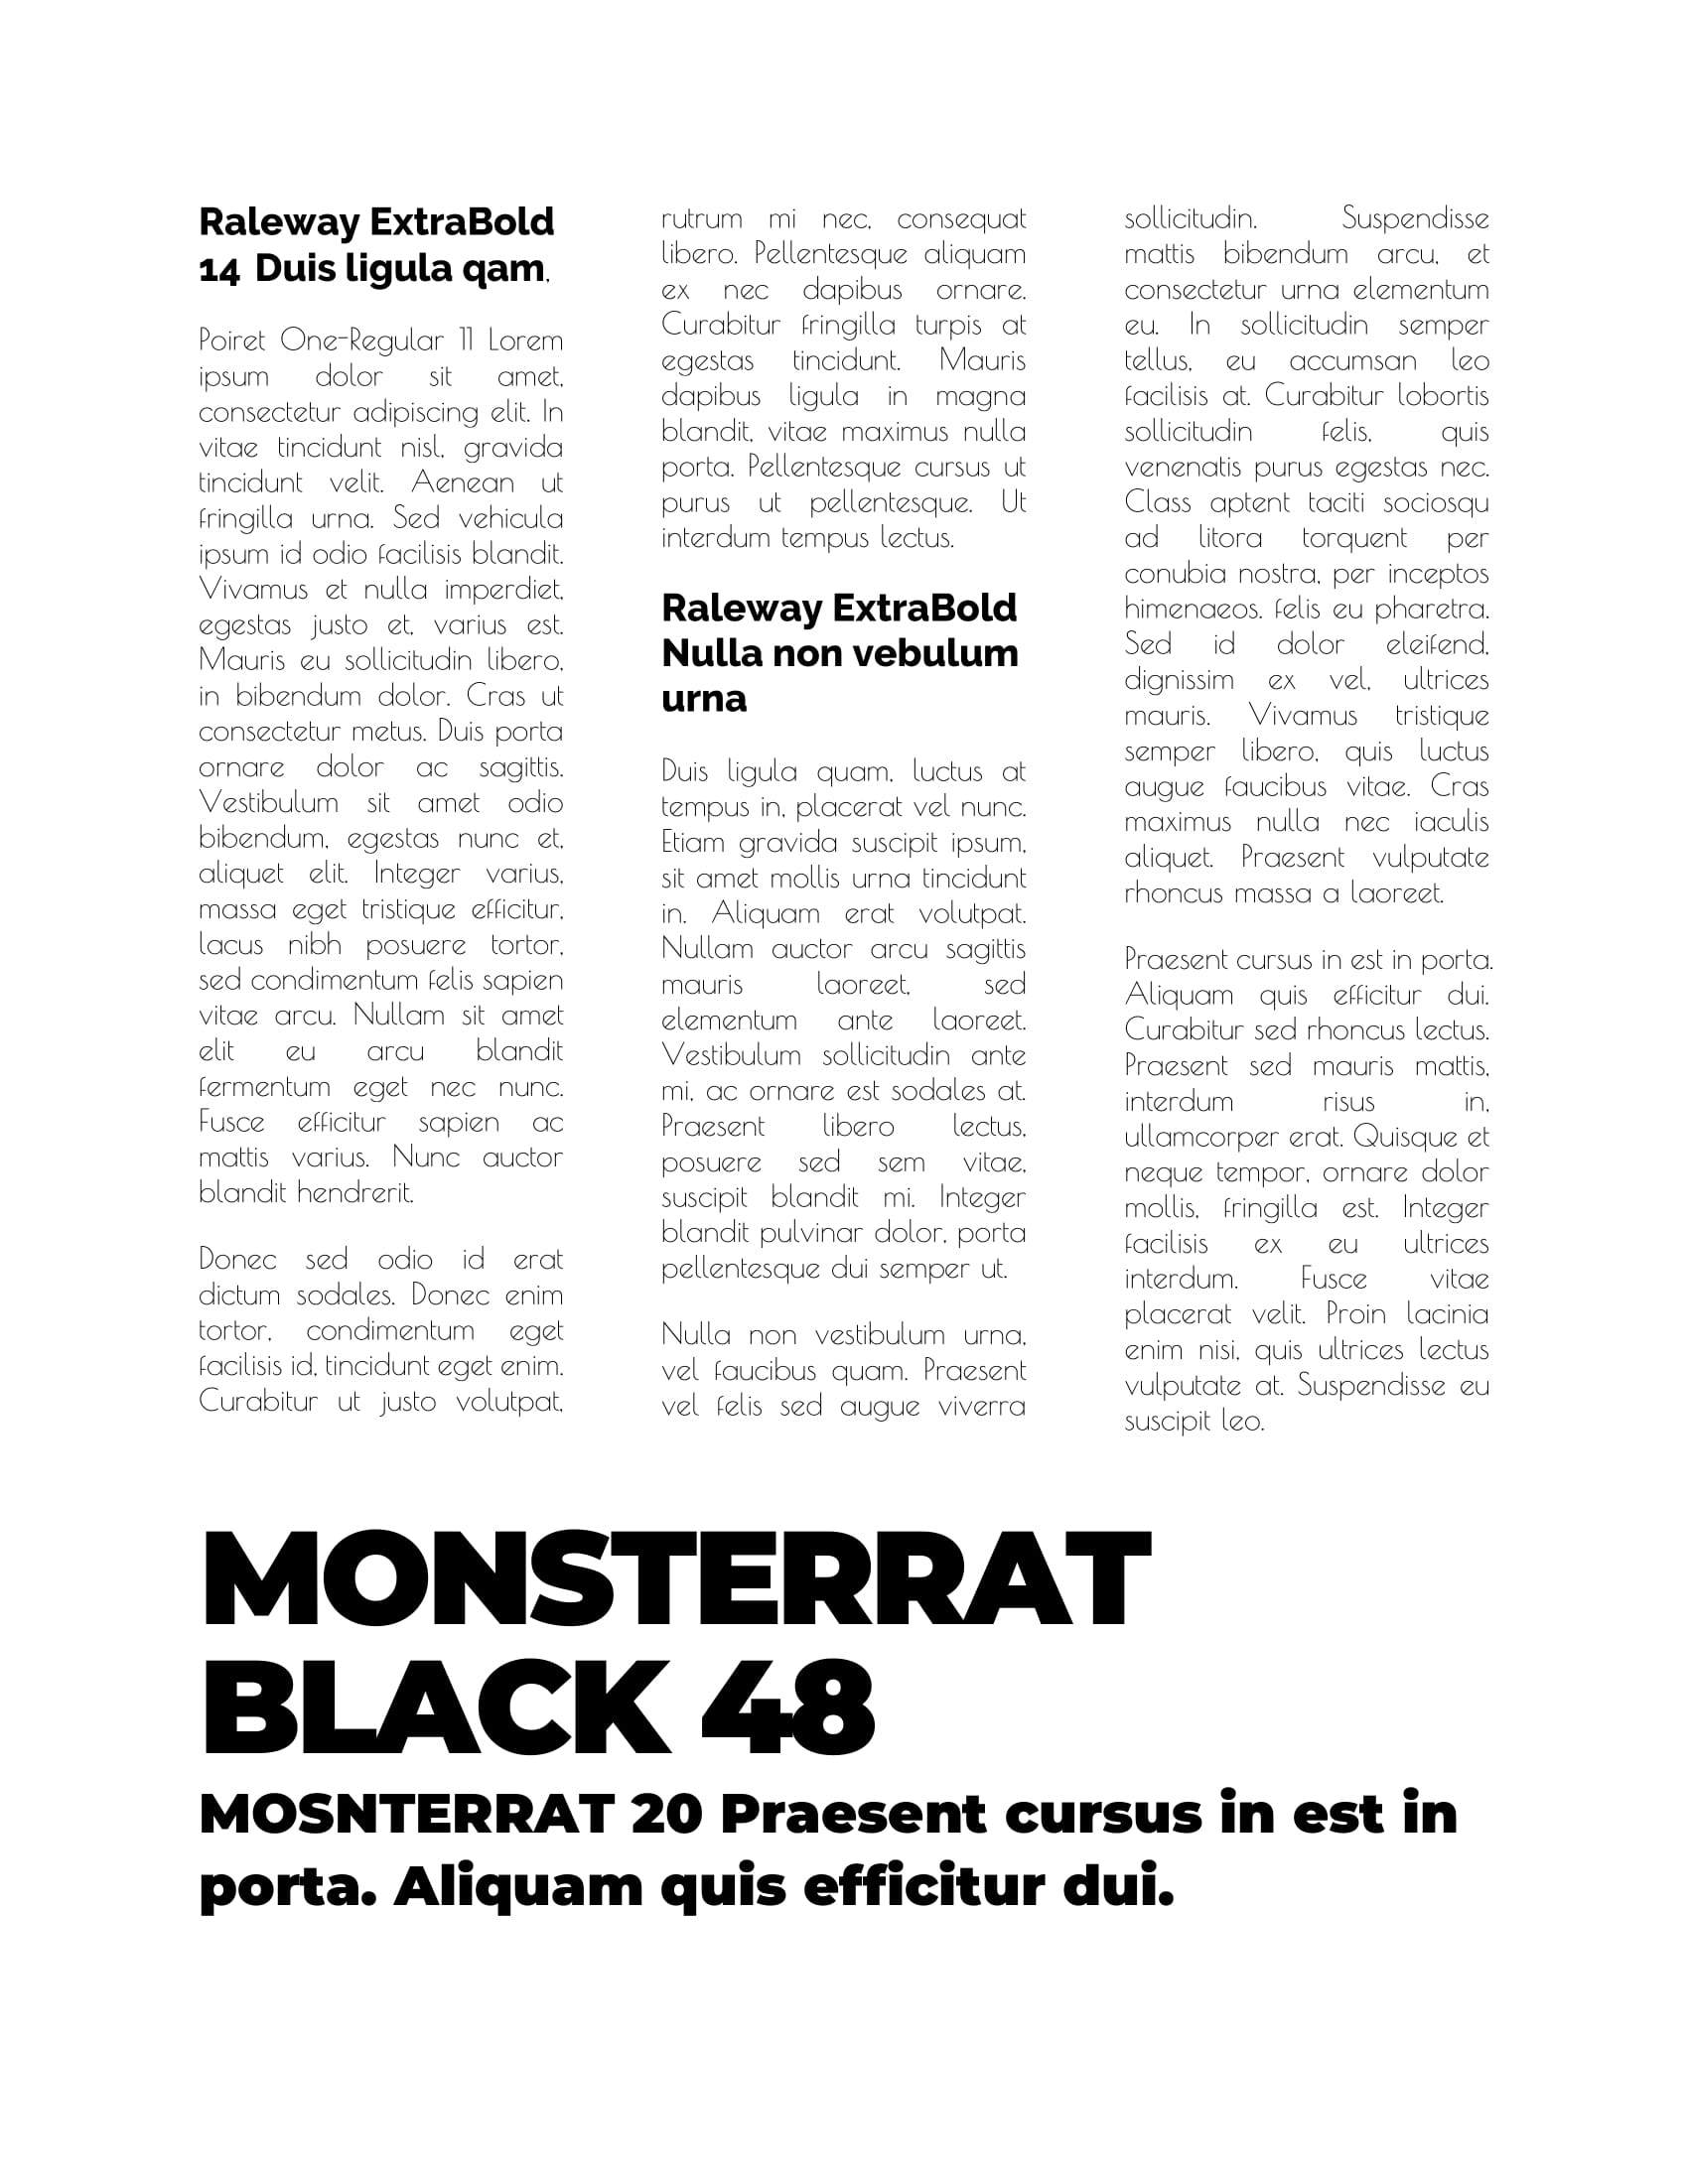 Raleway ExtraBold
14 Duis ligula qam,
Poiret One-Regular 11 Lorem
ipsum dolor sit amet,
consectetur adipiscing elit. In
vitae tincidunt nisl, gravida
tincidunt velit. Aenean ut
fringilla urna. Sed vehicula
ipsum id odio facilisis blandit.
Vivamus et nulla imperdiet,
egestas justo et, varius est.
Mauris eu sollicitudin libero,
in bibendum dolor. Cras ut
consectetur metus. Duis porta
ornare dolor ac sagittis.
Vestibulum sit amet odio
bibendum, egestas nunc et,
aliquet elit. Integer varius,
massa eget tristique efficitur,
lacus nibh posuere tortor,
sed condimentum felis sapien
vitae arcu. Nullam sit amet
elit eu arcu blandit
fermentum eget nec nunc.
Fusce efficitur sapien ac
mattis varius. Nunc auctor
blandit hendrerit.
Donec sed odio id erat
dictum sodales. Donec enim
tortor, condimentum eget
facilisis id, tincidunt eget enim.
Curabitur ut justo volutpat,
rutrum mi nec, consequat
libero. Pellentesque aliquam
ex nec dapibus ornare.
Curabitur fringilla turpis at
egestas tincidunt. Mauris
dapibus ligula in magna
blandit, vitae maximus nulla
porta. Pellentesque cursus ut
purus ut pellentesque. Ut
interdum tempus lectus.
Raleway ExtraBold
Nulla non vebulum
urna
Duis ligula quam, luctus at
tempus in, placerat vel nunc.
Etiam gravida suscipit ipsum,
sit amet mollis urna tincidunt
in. Aliquam erat volutpat.
Nullam auctor arcu sagittis
mauris laoreet, sed
elementum ante laoreet.
Vestibulum sollicitudin ante
mi, ac ornare est sodales at.
Praesent libero lectus,
posuere sed sem vitae,
suscipit blandit mi. Integer
blandit pulvinar dolor, porta
pellentesque dui semper ut.
Nulla non vestibulum urna,
vel faucibus quam. Praesent
vel felis sed augue viverra
sollicitudin. Suspendisse
mattis bibendum arcu, et
consectetur urna elementum
eu. In sollicitudin semper
tellus, eu accumsan leo
facilisis at. Curabitur lobortis
sollicitudin felis, quis
venenatis purus egestas nec.
Class aptent taciti sociosqu
ad litora torquent per
conubia nostra, per inceptos
himenaeos. felis eu pharetra.
Sed id dolor eleifend,
dignissim ex vel, ultrices
mauris. Vivamus tristique
semper libero, quis luctus
augue faucibus vitae. Cras
maximus nulla nec iaculis
aliquet. Praesent vulputate
rhoncus massa a laoreet.
Praesent cursus in est in porta.
Aliquam quis efficitur dui.
Curabitur sed rhoncus lectus.
Praesent sed mauris mattis,
interdum risus in,
ullamcorper erat. Quisque et
neque tempor, ornare dolor
mollis, fringilla est. Integer
facilisis ex eu ultrices
interdum. Fusce vitae
placerat velit. Proin lacinia
enim nisi, quis ultrices lectus
vulputate at. Suspendisse eu
suscipit leo.
MONSTERRAT
BLACK 48
MOSNTERRAT 20 Praesent cursus in est in
porta. Aliquam quis efficitur dui.